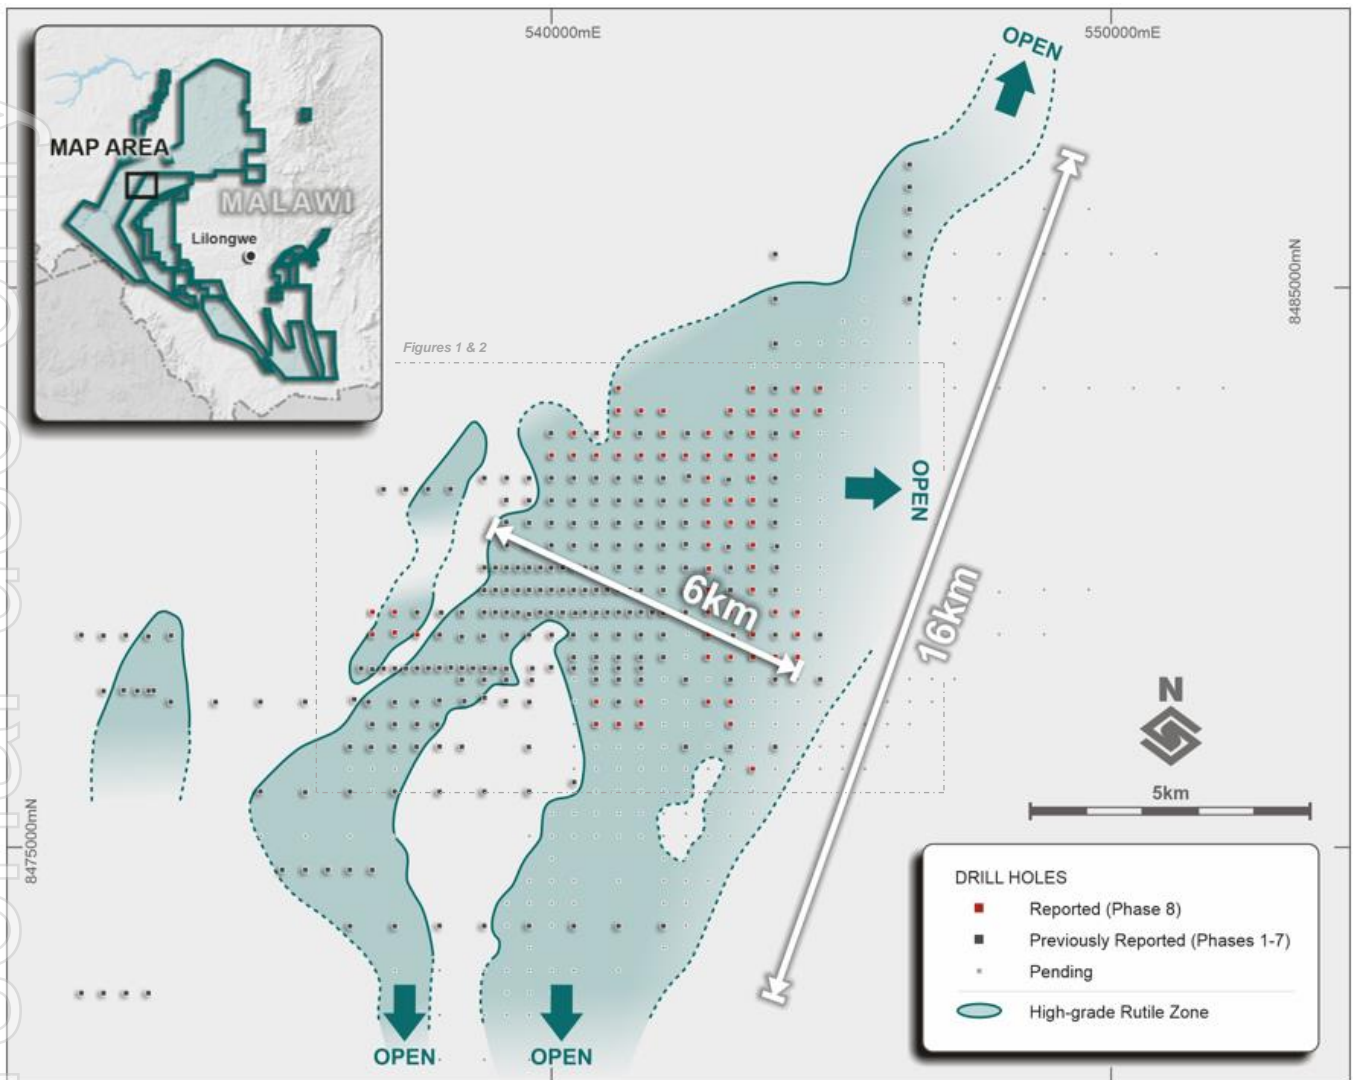 540000mE
550000mE
OPEN
MAP AREA
MALAWI
Lilongwe
8485000mN
Figures 1 & 2
OPEN
6km
16km
N
5km
8475000mN
DRILL HOLES
Reported (Phase 8)
Previously Reported (Phases 1-7)
Pending
High-grade Rutile Zone
OPEN
OPEN